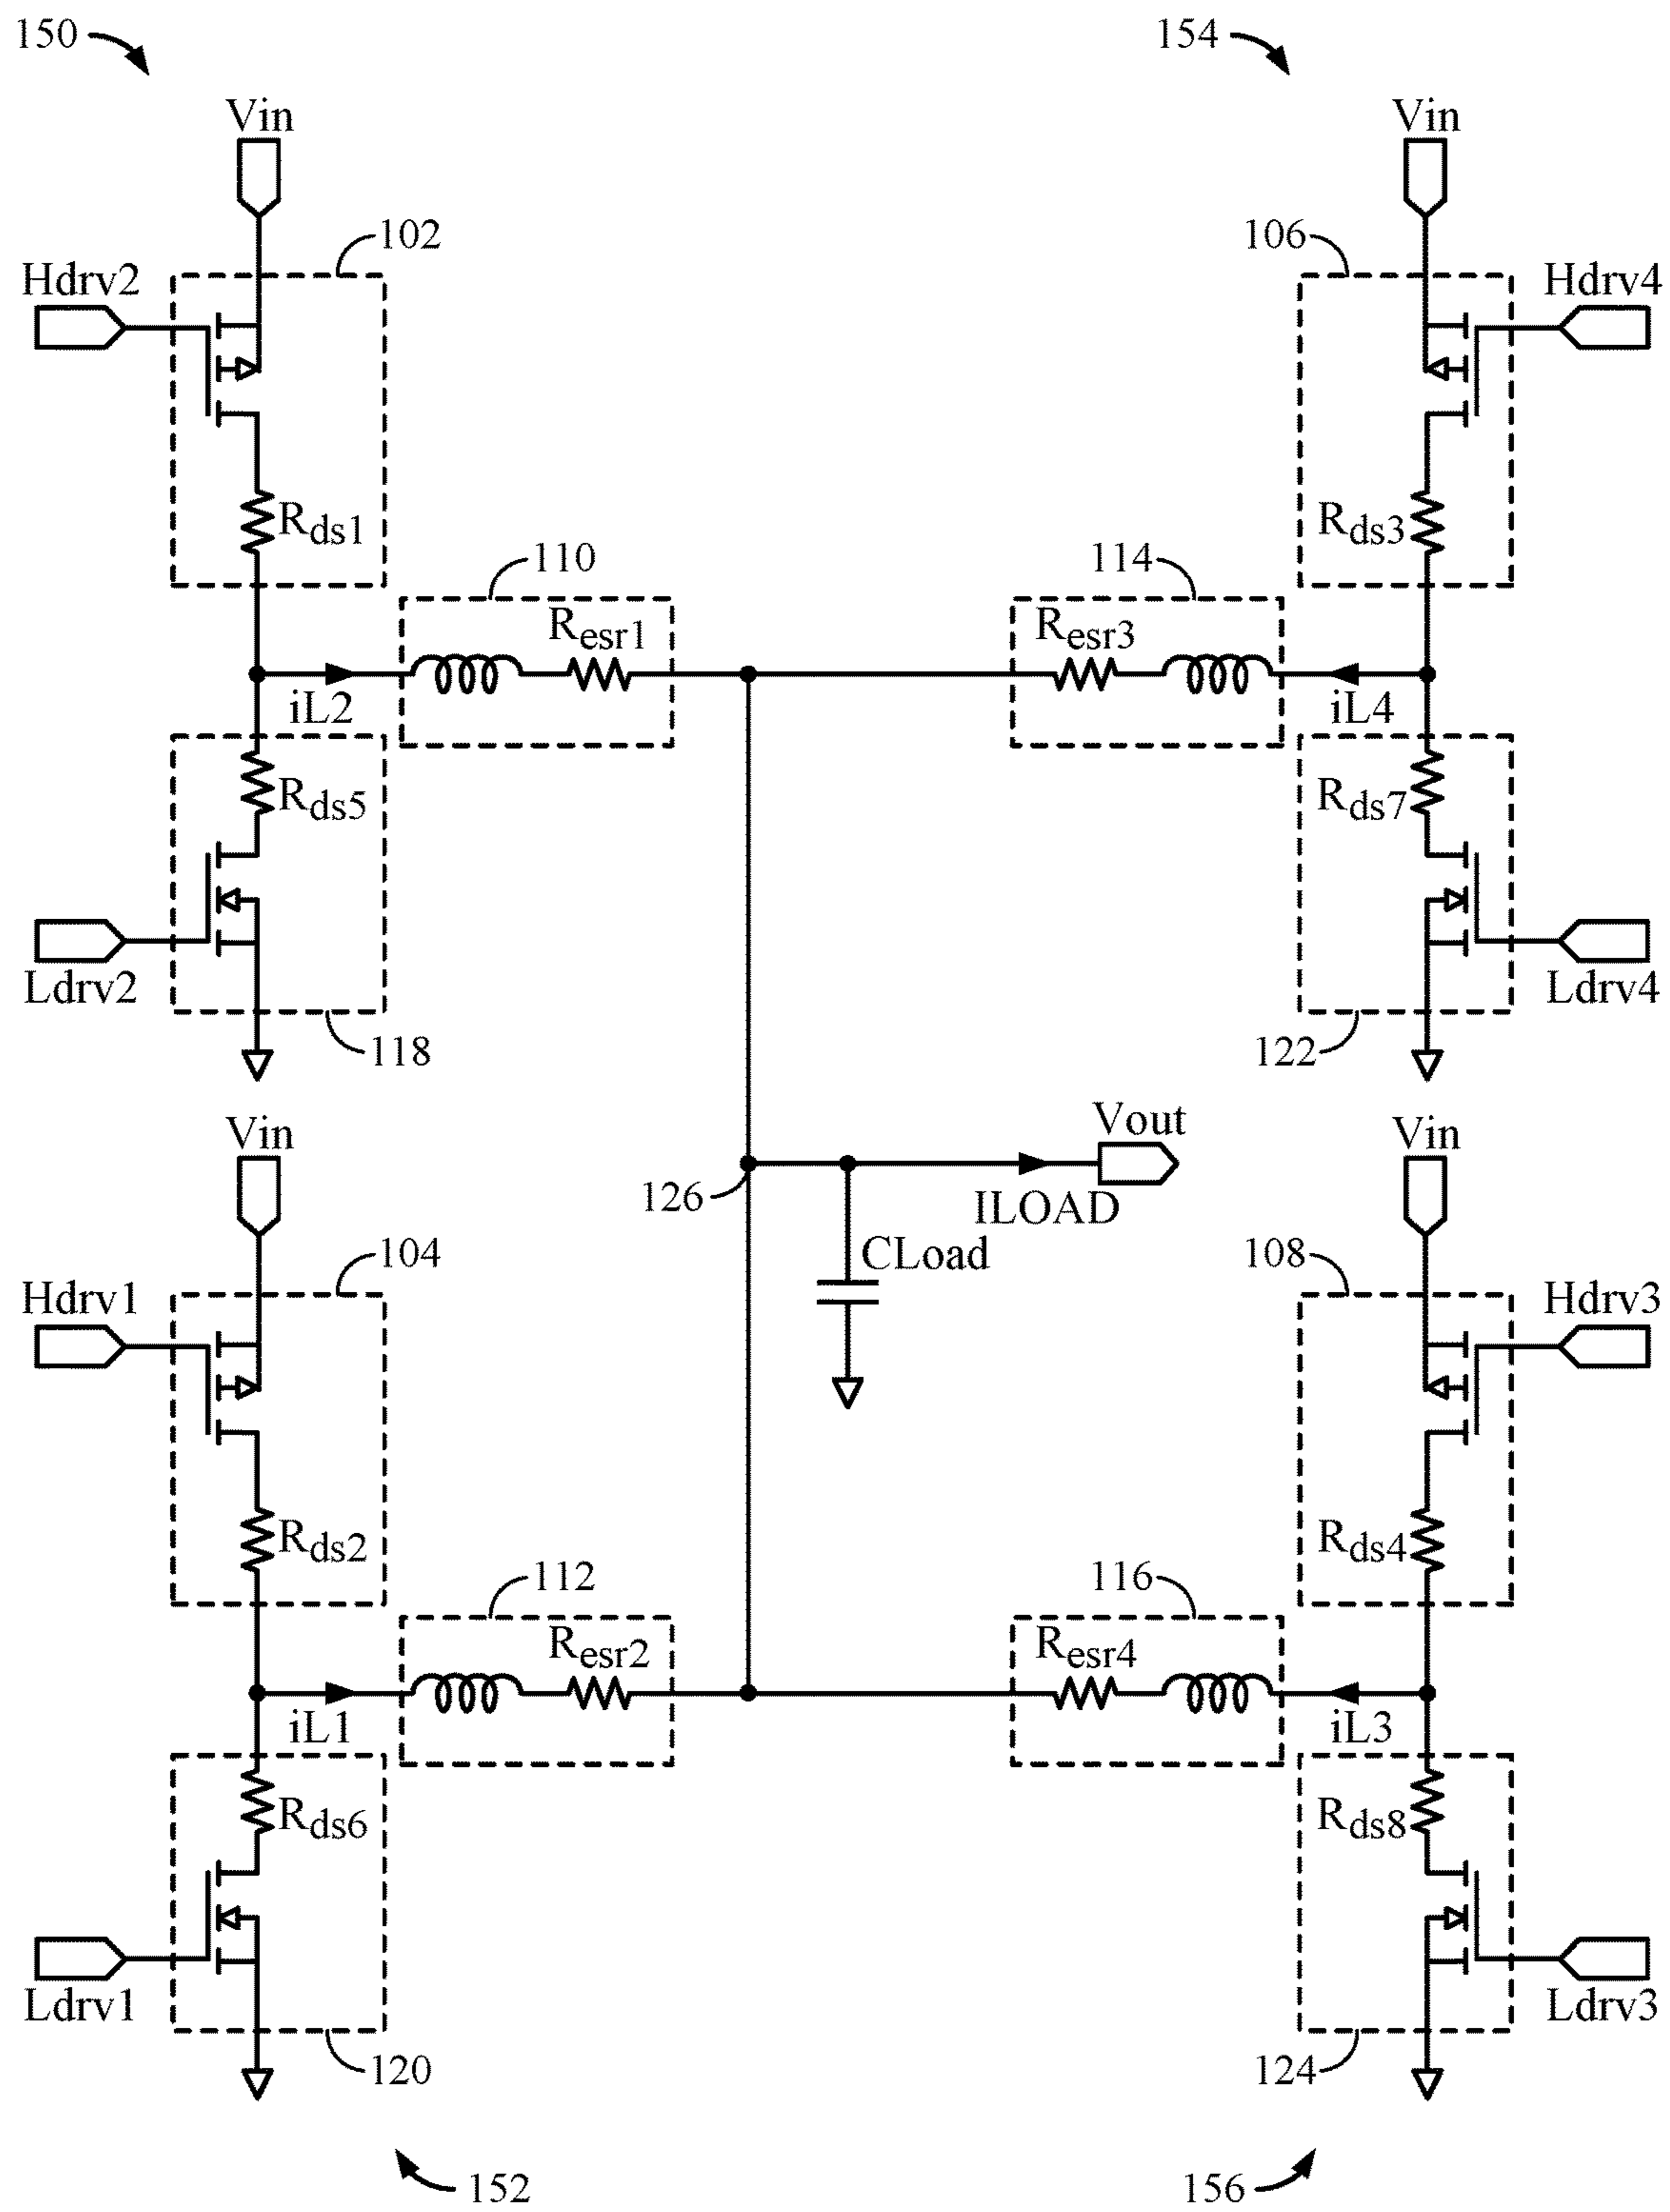 150
154
Vin
Vin
102
106
Hdrv2
Hdrv4
Rds1
Rds3
110
114
Resr1
Resr3
iL2
iL4
Rds5
Rds7
Ldrv2
Ldrv4
118
122
Vin
Vout
Vin
126
ILOAD
104
CLoad
108
Hdrv1
Hdrv3
Rds2
Rds4
112
116
Resr2
Resr4
iL1
iL3
Rds6
Rds8
Ldrv1
Ldrv3
120
124
152
156